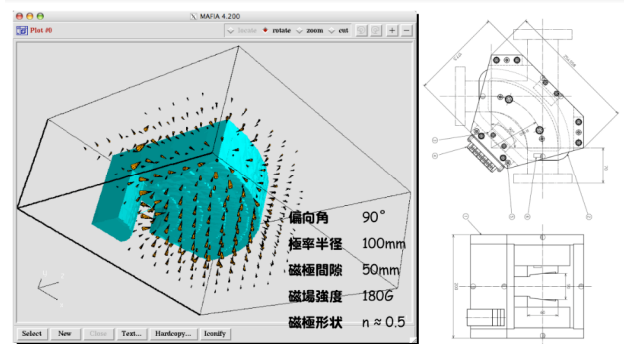 MAFIA 4.200
Plot #0
locate rotate zoom cut + −
偏向角 90°
極率半径 100mm
磁極間隙 50mm
磁場強度 180G
磁極形状 n ≈ 0.5
Select New Close Text... Hardcopy... Iconify